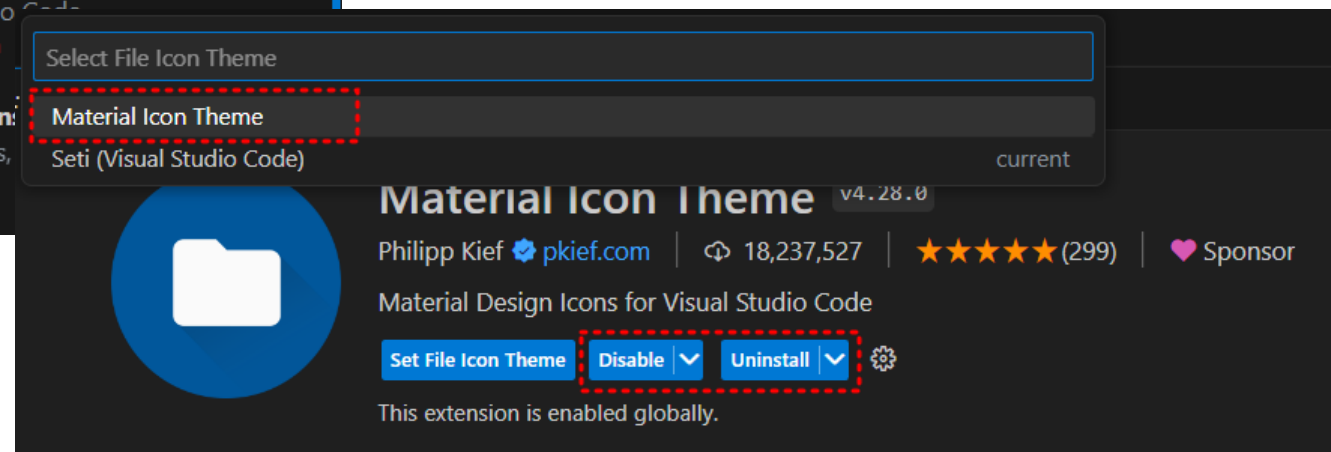 o Code
Select File Icon Theme
Material Icon Theme
Seti (Visual Studio Code) current
Material Icon Theme v4.28.0
Philipp Kief pkief.com 18,237,527 (299) Sponsor
Material Design Icons for Visual Studio Code
Set File Icon Theme Disable Uninstall
This extension is enabled globally.